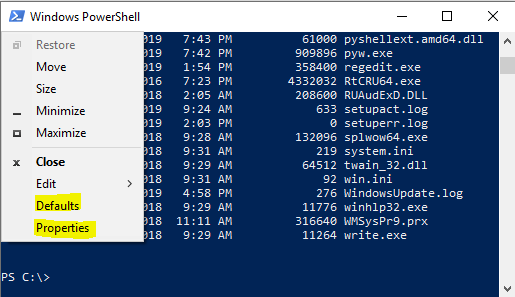 Windows PowerShell
Restore
Move
Size
Minimize
Maximize
Close
Edit
Defaults
Properties
019 7:43 PM 61000 pyshellext.amd64.dll
019 7:42 PM 909896 pyw.exe
019 1:54 PM 358400 regedit.exe
016 7:23 PM 4332032 RtCRU64.exe
018 2:05 AM 208600 RUAudExD.DLL
019 9:24 AM 633 setupact.log
019 2:03 PM 0 setuperr.log
018 9:28 AM 132096 splwow64.exe
018 9:31 AM 219 system.ini
018 9:29 AM 64512 twain_32.dll
018 9:31 AM 92 win.ini
019 4:58 PM 276 WindowsUpdate.log
018 9:29 AM 11776 winhlp32.exe
018 11:11 AM 316640 WMSysPr9.prx
018 9:29 AM 11264 write.exe
PS C:\>